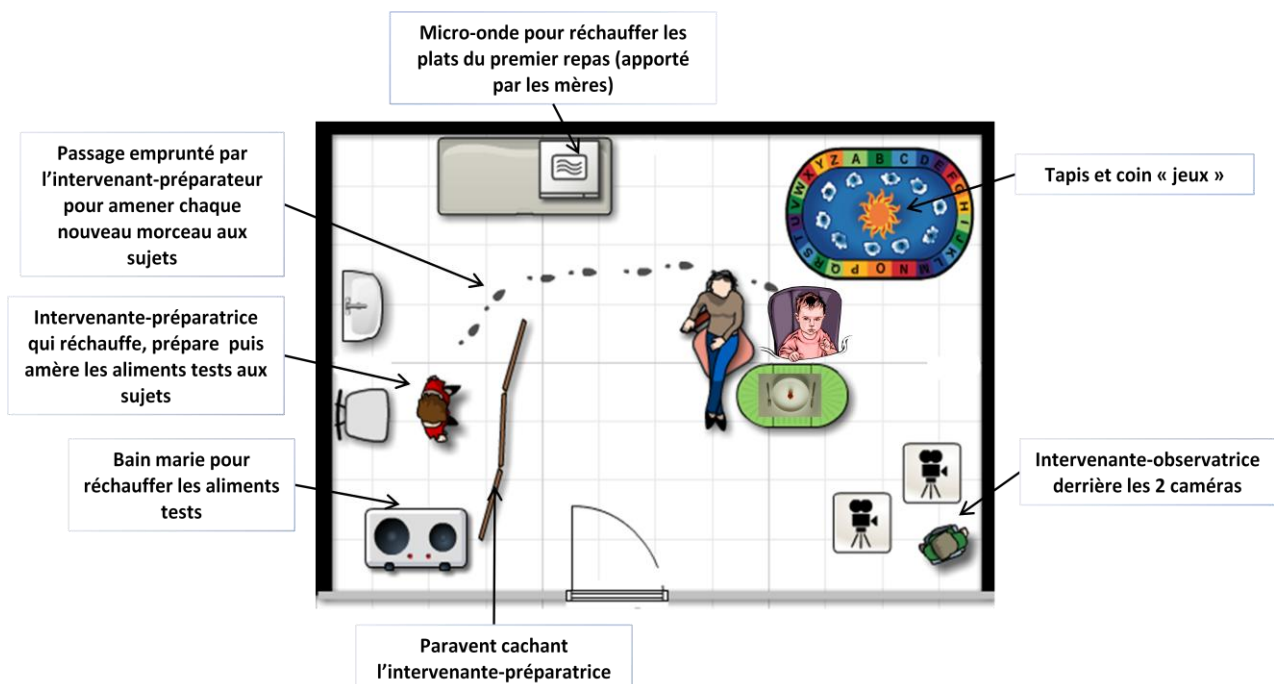 Micro-onde pour réchauffer les
plats du premier repas (apporté
par les mères)
Passage emprunté par
l’intervenant-préparateur
pour amener chaque
nouveau morceau aux
sujets
Tapis et coin « jeux »
A B C D E F G H I J K L M N O P Q R S T U V W X Y Z
Intervenante-préparatrice
qui réchauffe, prépare puis
amère les aliments tests aux
sujets
Bain marie pour
réchauffer les aliments
tests
Intervenante-observatrice
derrière les 2 caméras
Paravent cachant
l’intervenante-préparatrice